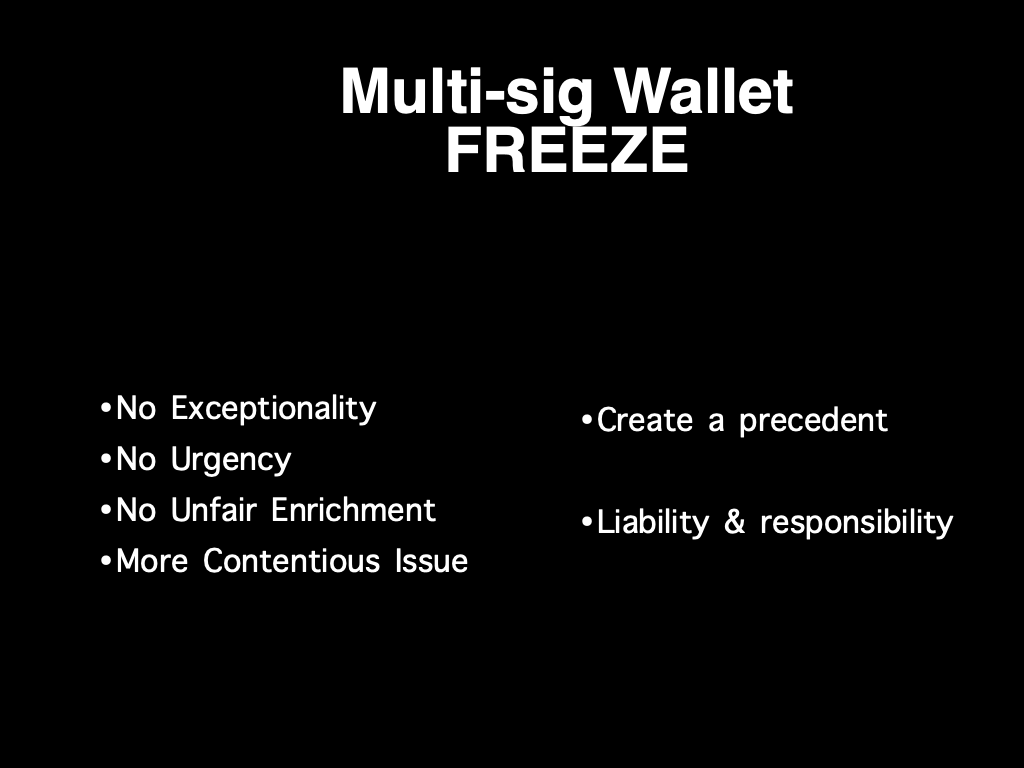 Multi-sig Wallet
FREEZE
•No Exceptionality
•No Urgency
•No Unfair Enrichment
•More Contentious Issue
•Create a precedent
•Liability & responsibility